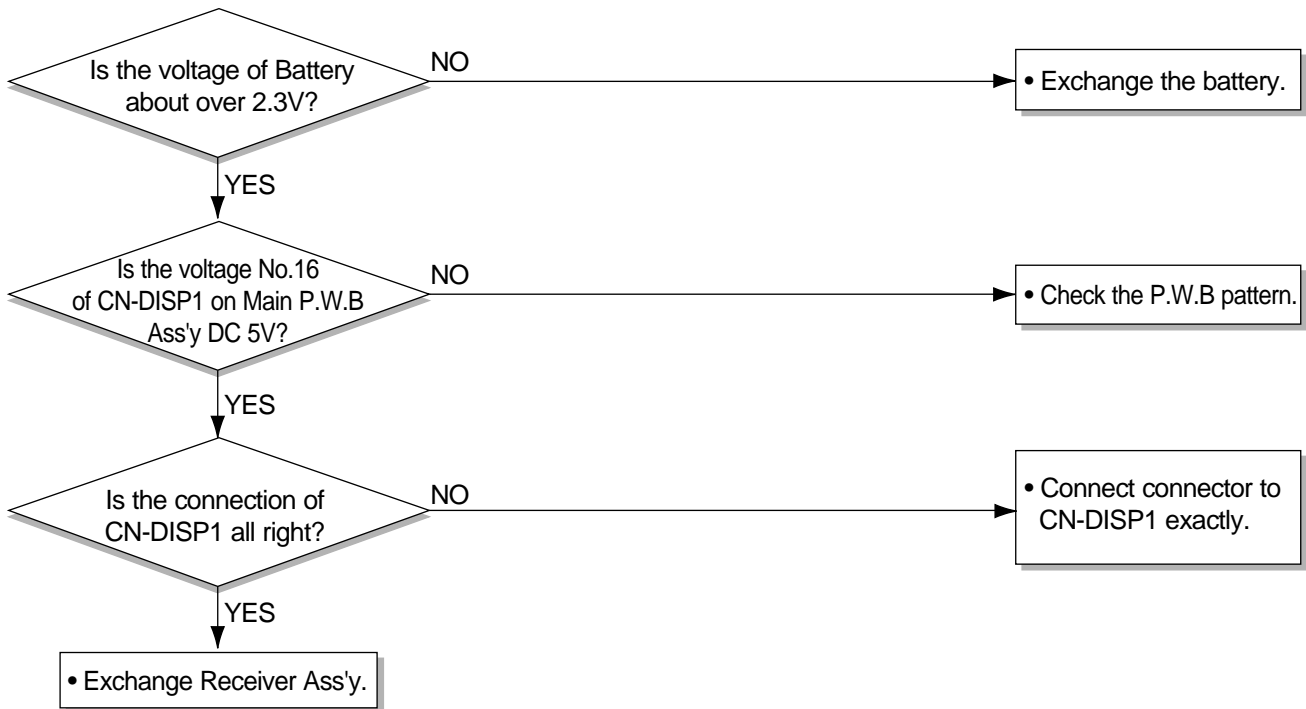 Is the voltage of Battery
about over 2.3V?
NO
• Exchange the battery.
YES
Is the voltage No.16
of CN-DISP1 on Main P.W.B
Ass'y DC 5V?
NO
• Check the P.W.B pattern.
YES
Is the connection of
CN-DISP1 all right?
NO
• Connect connector to
CN-DISP1 exactly.
YES
• Exchange Receiver Ass'y.